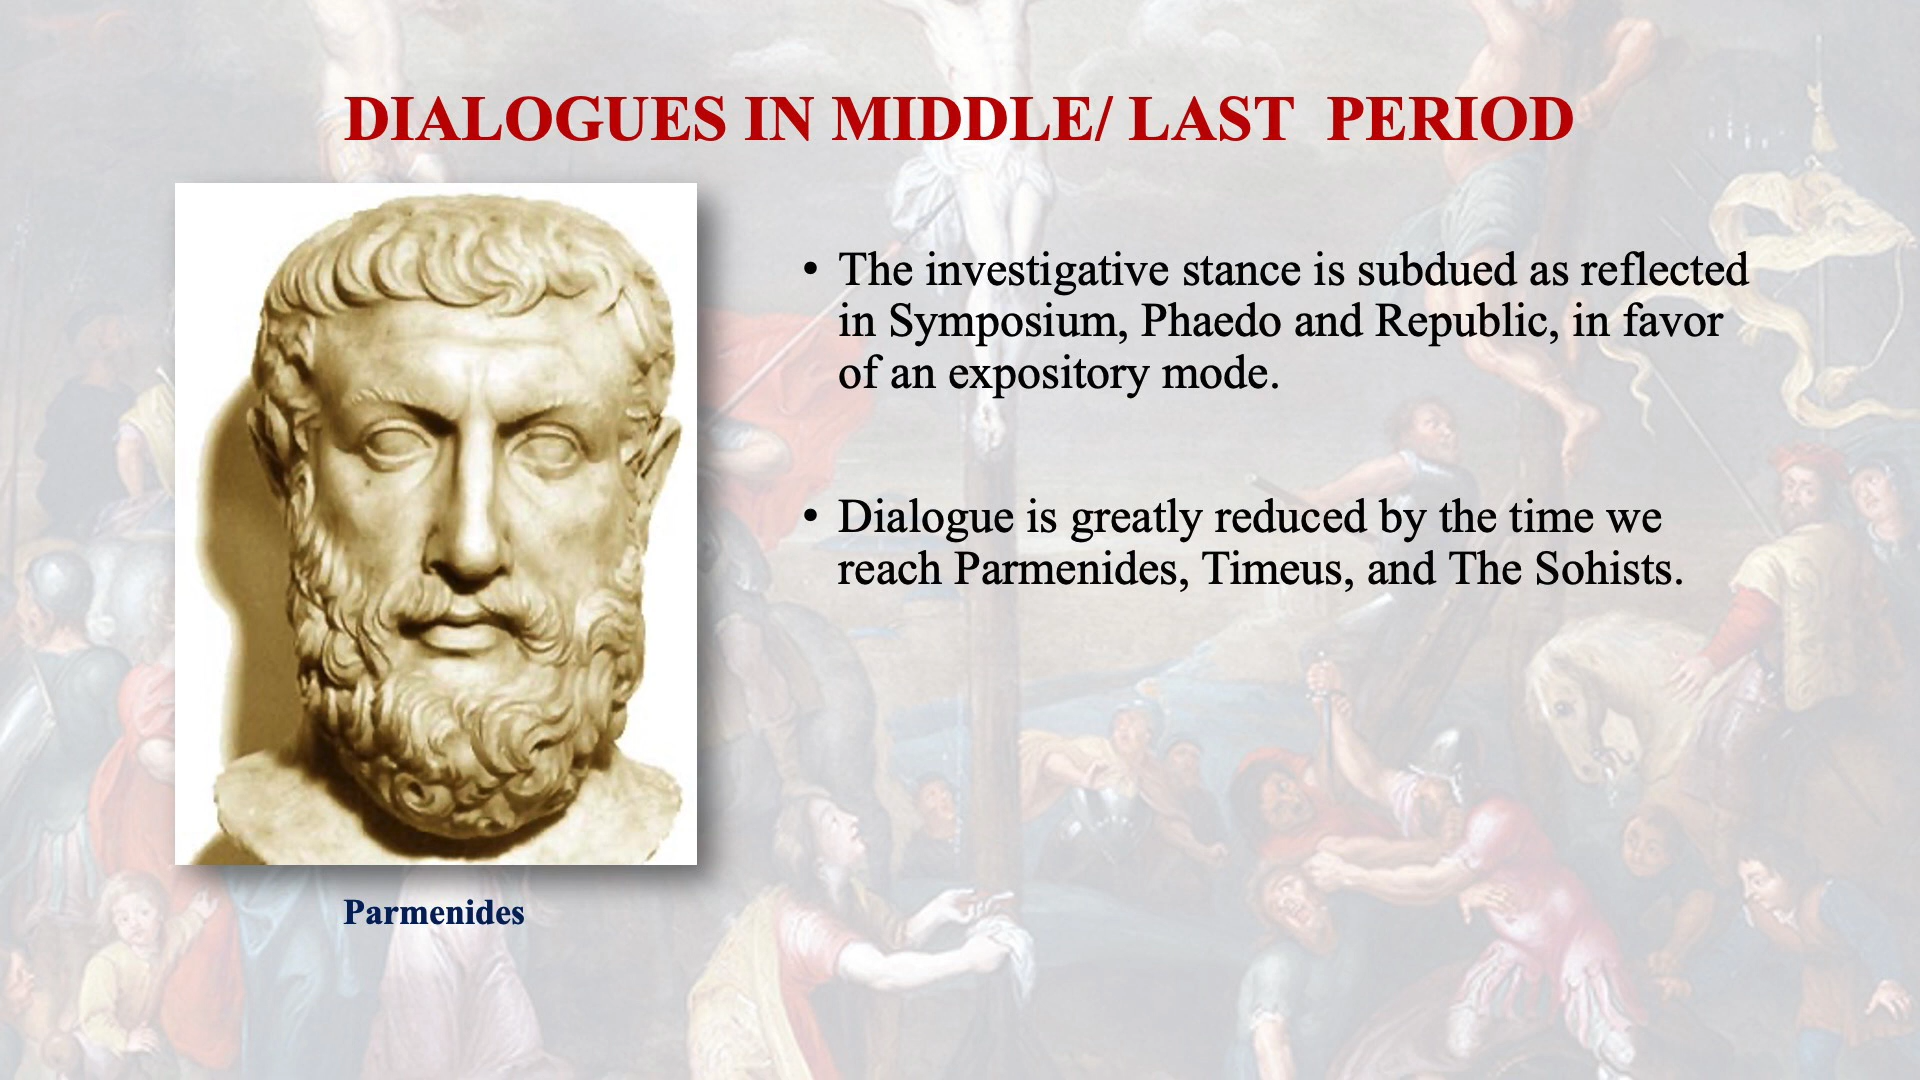 DIALOGUES IN MIDDLE/ LAST  PERIOD
• The investigative stance is subdued as reflected
in Symposium, Phaedo and Republic, in favor
of an expository mode.
• Dialogue is greatly reduced by the time we
reach Parmenides, Timeus, and The Sohists.
Parmenides